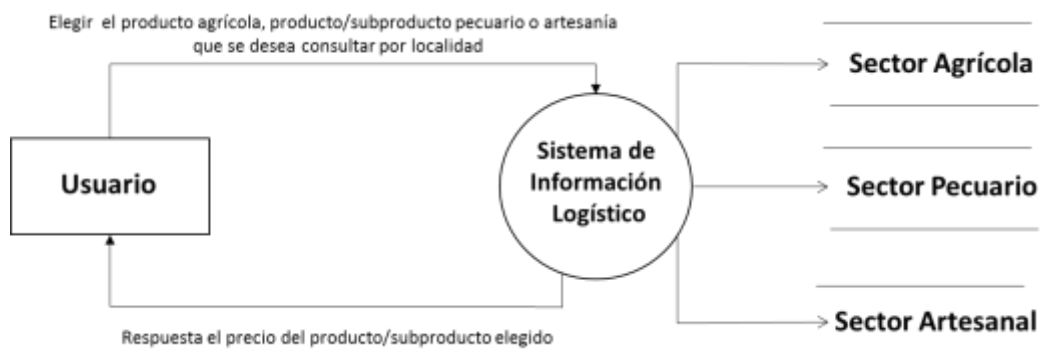 Elegir el producto agrícola, producto/subproducto pecuario o artesanía
que se desea consultar por localidad
Usuario
Sistema de
Información
Logístico
Sector Agrícola
Sector Pecuario
Sector Artesanal
Respuesta el precio del producto/subproducto elegido